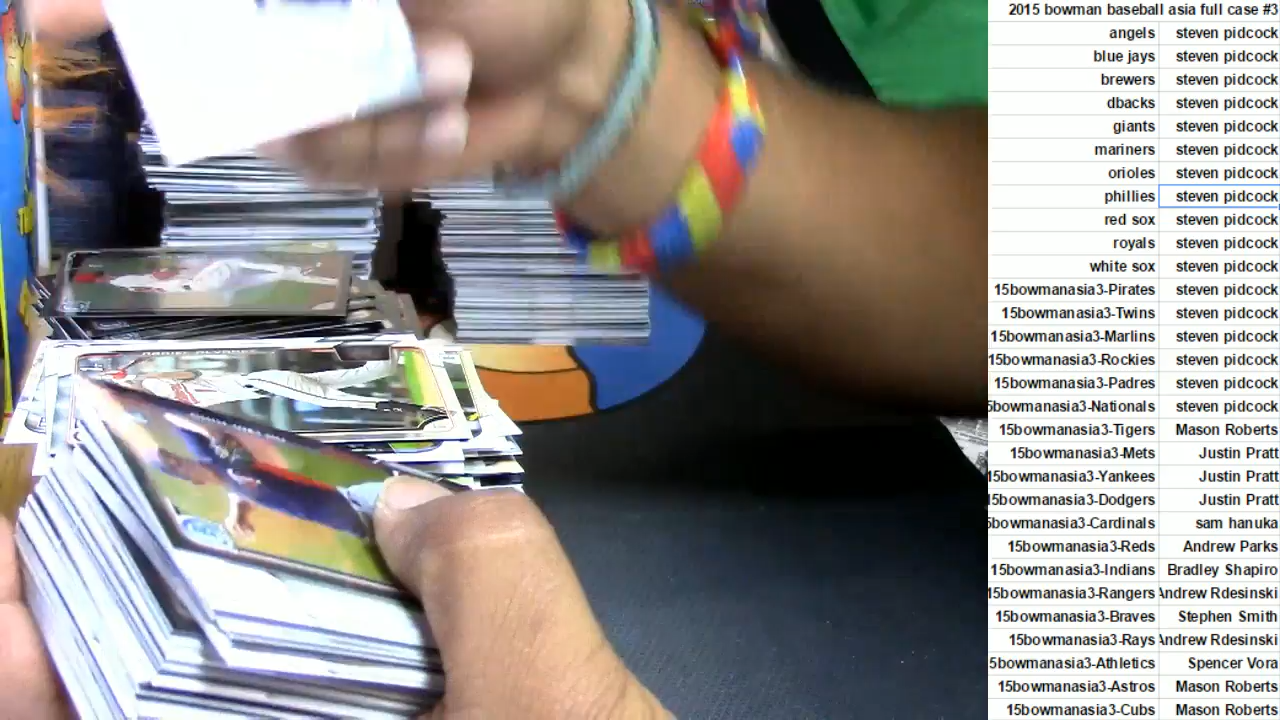 2015 bowman baseball asia full case #3
angels steven pidcock
blue jays steven pidcock
brewers steven pidcock
dbacks steven pidcock
giants steven pidcock
mariners steven pidcock
orioles steven pidcock
phillies steven pidcock
red sox steven pidcock
royals steven pidcock
white sox steven pidcock
15bowmanasia3-Pirates steven pidcock
15bowmanasia3-Twins steven pidcock
15bowmanasia3-Marlins steven pidcock
15bowmanasia3-Rockies steven pidcock
15bowmanasia3-Padres steven pidcock
5bowmanasia3-Nationals steven pidcock
15bowmanasia3-Tigers Mason Roberts
15bowmanasia3-Mets Justin Pratt
15bowmanasia3-Yankees Justin Pratt
15bowmanasia3-Dodgers Justin Pratt
5bowmanasia3-Cardinals sam hanuka
15bowmanasia3-Reds Andrew Parks
15bowmanasia3-Indians Bradley Shapiro
15bowmanasia3-Rangers Andrew Rdesinski
15bowmanasia3-Braves Stephen Smith
15bowmanasia3-Rays Andrew Rdesinski
5bowmanasia3-Athletics Spencer Vora
15bowmanasia3-Astros Mason Roberts
15bowmanasia3-Cubs Mason Roberts